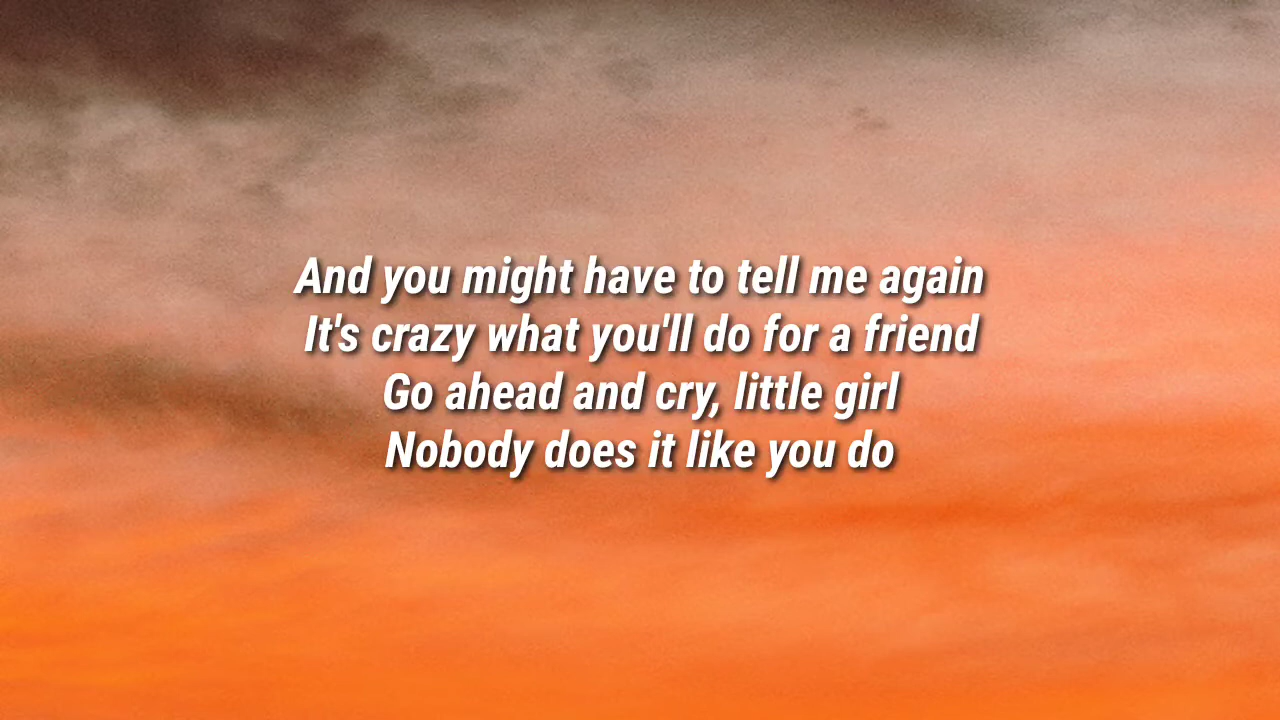 And you might have to tell me again
It's crazy what you'll do for a friend
Go ahead and cry, little girl
Nobody does it like you do